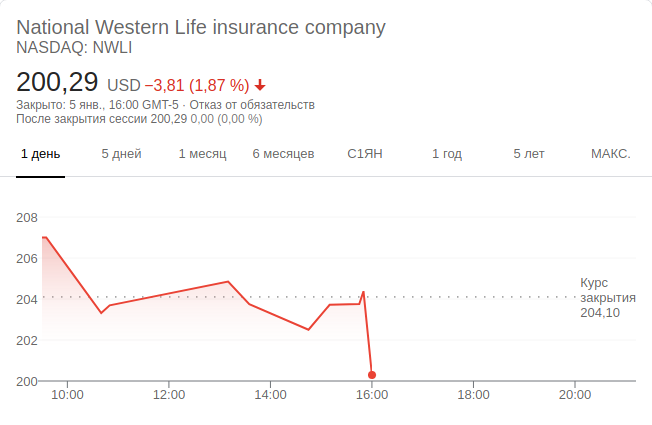 National Western Life insurance company
NASDAQ: NWLI
200,29 USD −3,81 (1,87 %)
Закрыто: 5 янв., 16:00 GMT-5 · Отказ от обязательств
После закрытия сессии 200,29 0,00 (0,00 %)
1 день 5 дней 1 месяц 6 месяцев С1ЯН 1 год 5 лет МАКС.
208
206
204
202
200
Курс
закрытия
204,10
10:00 12:00 14:00 16:00 18:00 20:00